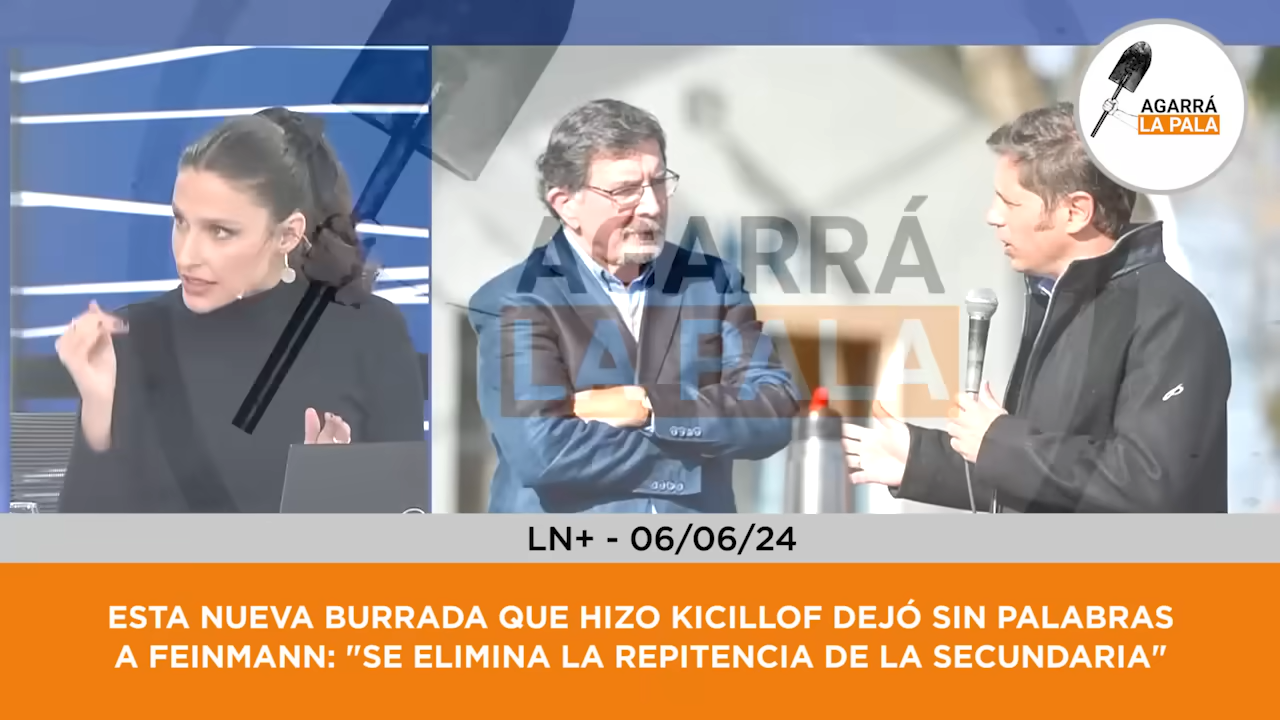 AGARRÁ
LA PALA
AGARRÁ
LA PALA
LN+ - 06/06/24
ESTA NUEVA BURRADA QUE HIZO KICILLOF DEJÓ SIN PALABRAS
A FEINMANN: "SE ELIMINA LA REPITENCIA DE LA SECUNDARIA"